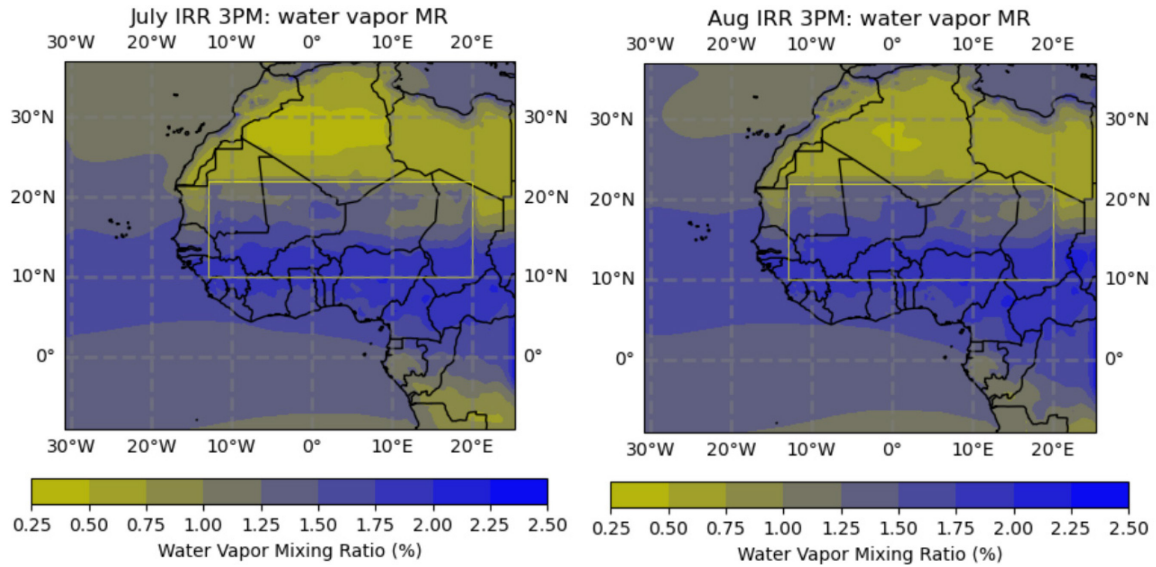 July IRR 3PM: water vapor MR
30°W 20°W 10°W 0° 10°E 20°E
30°N 30°N
20°N 20°N
10°N 10°N
0° 0°
30°W 20°W 10°W 0° 10°E 20°E
0.25 0.50 0.75 1.00 1.25 1.50 1.75 2.00 2.25 2.50
Water Vapor Mixing Ratio (%)
Aug IRR 3PM: water vapor MR
30°W 20°W 10°W 0° 10°E 20°E
30°N 30°N
20°N 20°N
10°N 10°N
0° 0°
30°W 20°W 10°W 0° 10°E 20°E
0.25 0.50 0.75 1.00 1.25 1.50 1.75 2.00 2.25 2.50
Water Vapor Mixing Ratio (%)